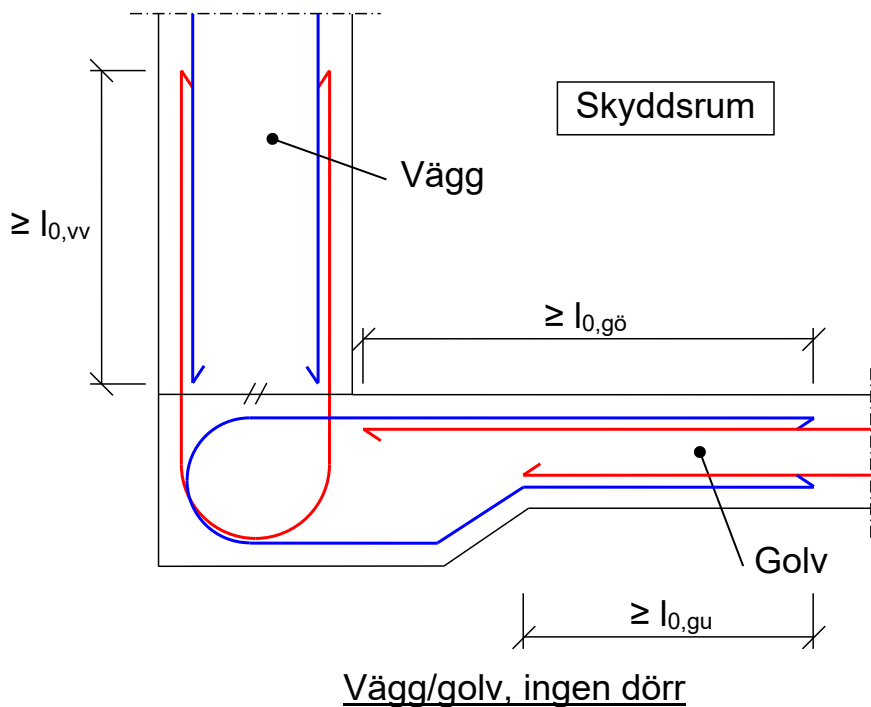 Skyddsrum
Vägg
≥ l0,vv
≥ l0,gö
Golv
≥ l0,gu
Vägg/golv, ingen dörr